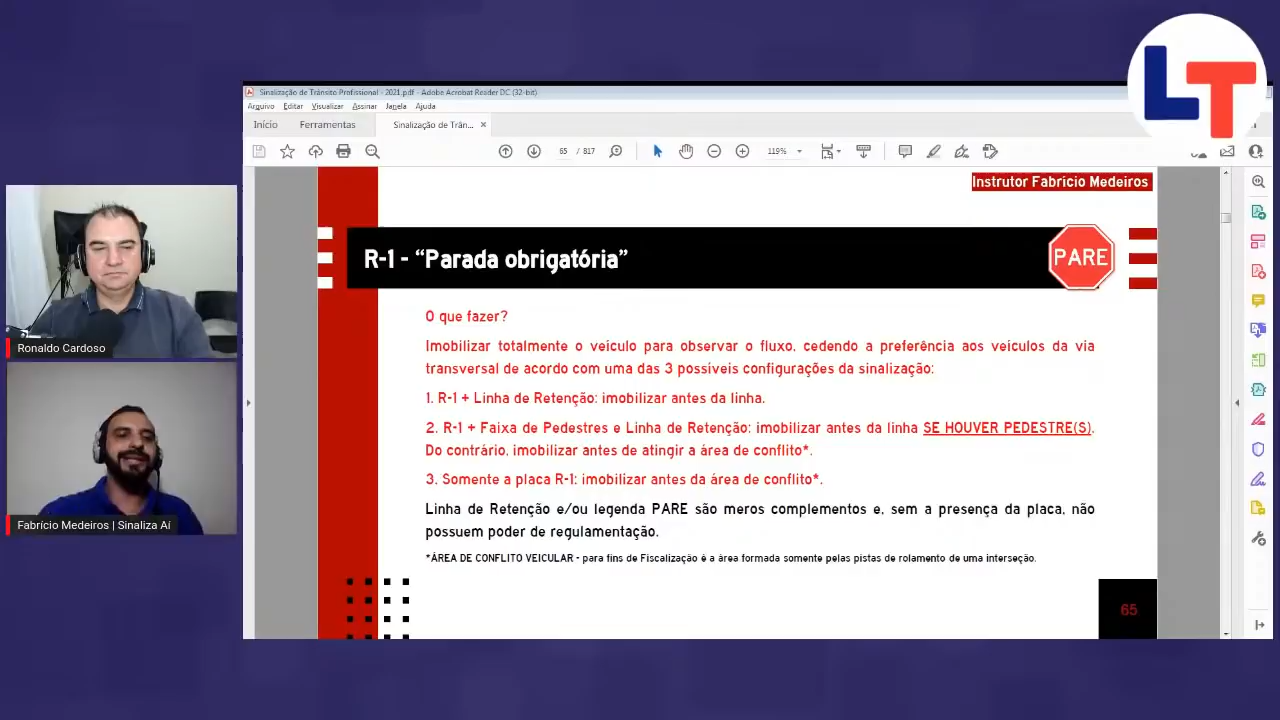 LT
Sinalização de Trânsito Profissional - 2021.pdf - Adobe Acrobat Reader DC (32-bit)
Arquivo Editar Visualizar Assinar Janela Ajuda
Início Ferramentas Sinalização de Trân... ×
65 / 817 119%
Instrutor Fabrício Medeiros
R-1 - “Parada obrigatória” PARE
O que fazer?
Imobilizar totalmente o veículo para observar o fluxo, cedendo a preferência aos veículos da via
transversal de acordo com uma das 3 possíveis configurações da sinalização:
1. R-1 + Linha de Retenção: imobilizar antes da linha.
2. R-1 + Faixa de Pedestres e Linha de Retenção: imobilizar antes da linha SE HOUVER PEDESTRE(S).
Do contrário, imobilizar antes de atingir a área de conflito*.
3. Somente a placa R-1: imobilizar antes da área de conflito*.
Linha de Retenção e/ou legenda PARE são meros complementos e, sem a presença da placa, não
possuem poder de regulamentação.
*ÁREA DE CONFLITO VEICULAR - para fins de Fiscalização é a área formada somente pelas pistas de rolamento de uma interseção.
65
Ronaldo Cardoso
Fabrício Medeiros | Sinaliza Aí